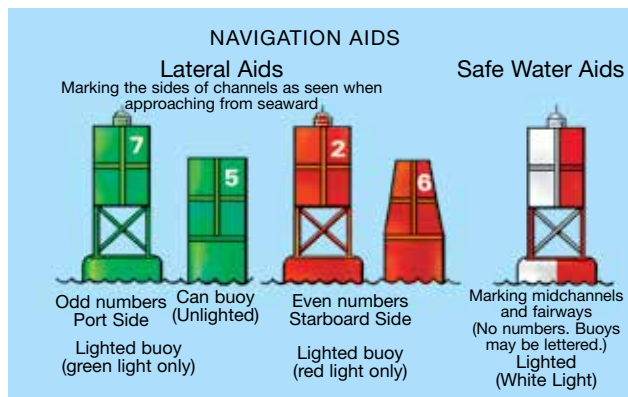 NAVIGATION AIDS
Lateral Aids
Marking the sides of channels as seen when
approaching from seaward
Safe Water Aids
7
5
2
6
Odd numbers
Port Side
Can buoy
(Unlighted)
Even numbers
Starboard Side
Lighted buoy
(green light only)
Lighted buoy
(red light only)
Marking midchannels
and fairways
(No numbers. Buoys
may be lettered.)
Lighted
(White Light)